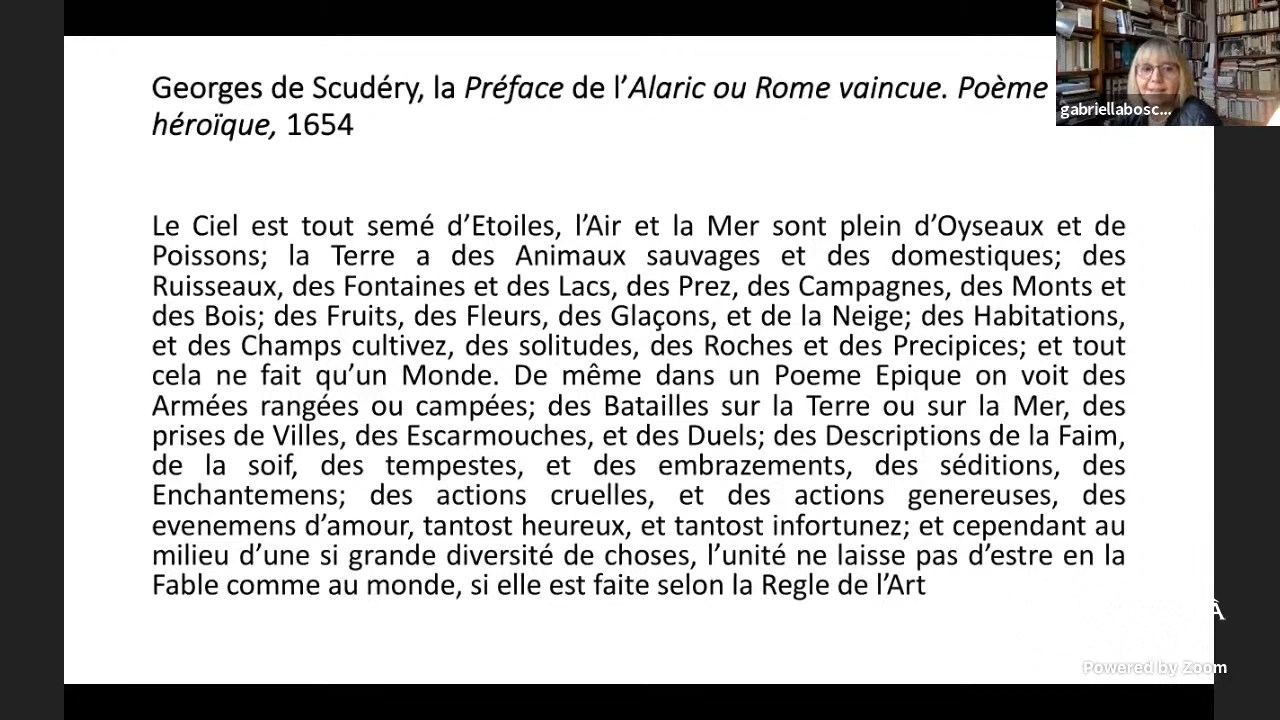 Georges de Scudéry, la Préface de l’Alaric ou Rome vaincue. Poème
héroïque, 1654
gabriellabosc...
Le Ciel est tout semé d’Etoiles, l’Air et la Mer sont plein d’Oyseaux et de
Poissons; la Terre a des Animaux sauvages et des domestiques; des
Ruisseaux, des Fontaines et des Lacs, des Prez, des Campagnes, des Monts et
des Bois; des Fruits, des Fleurs, des Glaçons, et de la Neige; des Habitations,
et des Champs cultivez, des solitudes, des Roches et des Precipices; et tout
cela ne fait qu’un Monde. De même dans un Poeme Epique on voit des
Armées rangées ou campées; des Batailles sur la Terre ou sur la Mer, des
prises de Villes, des Escarmouches, et des Duels; des Descriptions de la Faim,
de la soif, des tempestes, et des embrazements, des séditions, des
Enchantemens; des actions cruelles, et des actions genereuses, des
evenemens d’amour, tantost heureux, et tantost infortunez; et cependant au
milieu d’une si grande diversité de choses, l’unité ne laisse pas d’estre en la
Fable comme au monde, si elle est faite selon la Regle de l’Art
Powered by Zoom